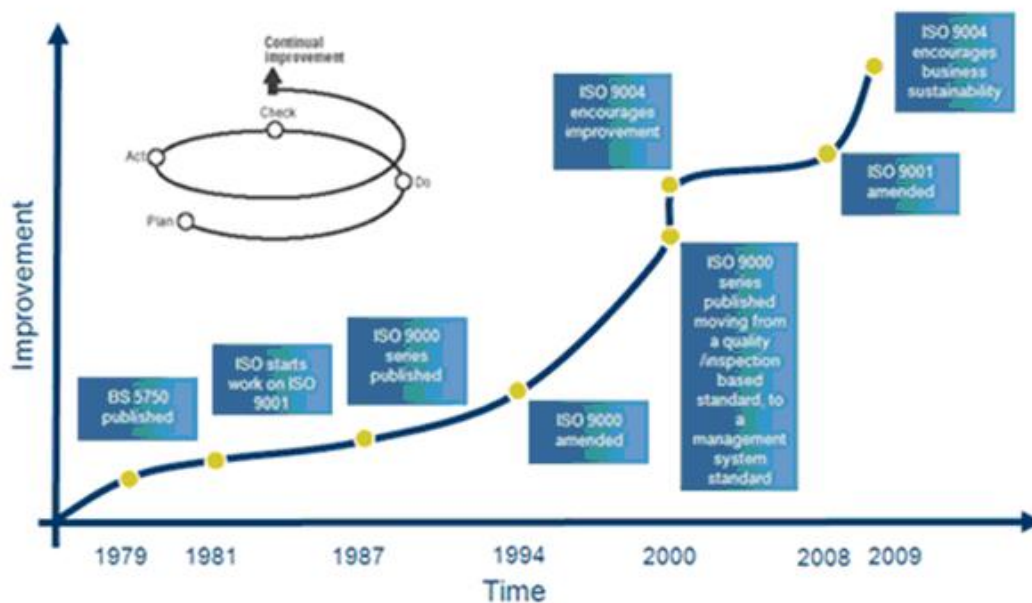 Continual
improvement
Check
Act
Do
Plan
Improvement
BS 5750
published
ISO starts
work on ISO
9001
ISO 9000
series
published
ISO 9000
amended
ISO 9004
encourages
improvement
ISO 9000
series
published
moving from
a quality
/inspection
based
standard, to
a
management
system
standard
ISO 9001
amended
ISO 9004
encourages
business
sustainability
1979
1981
1987
1994
2000
2008
2009
Time